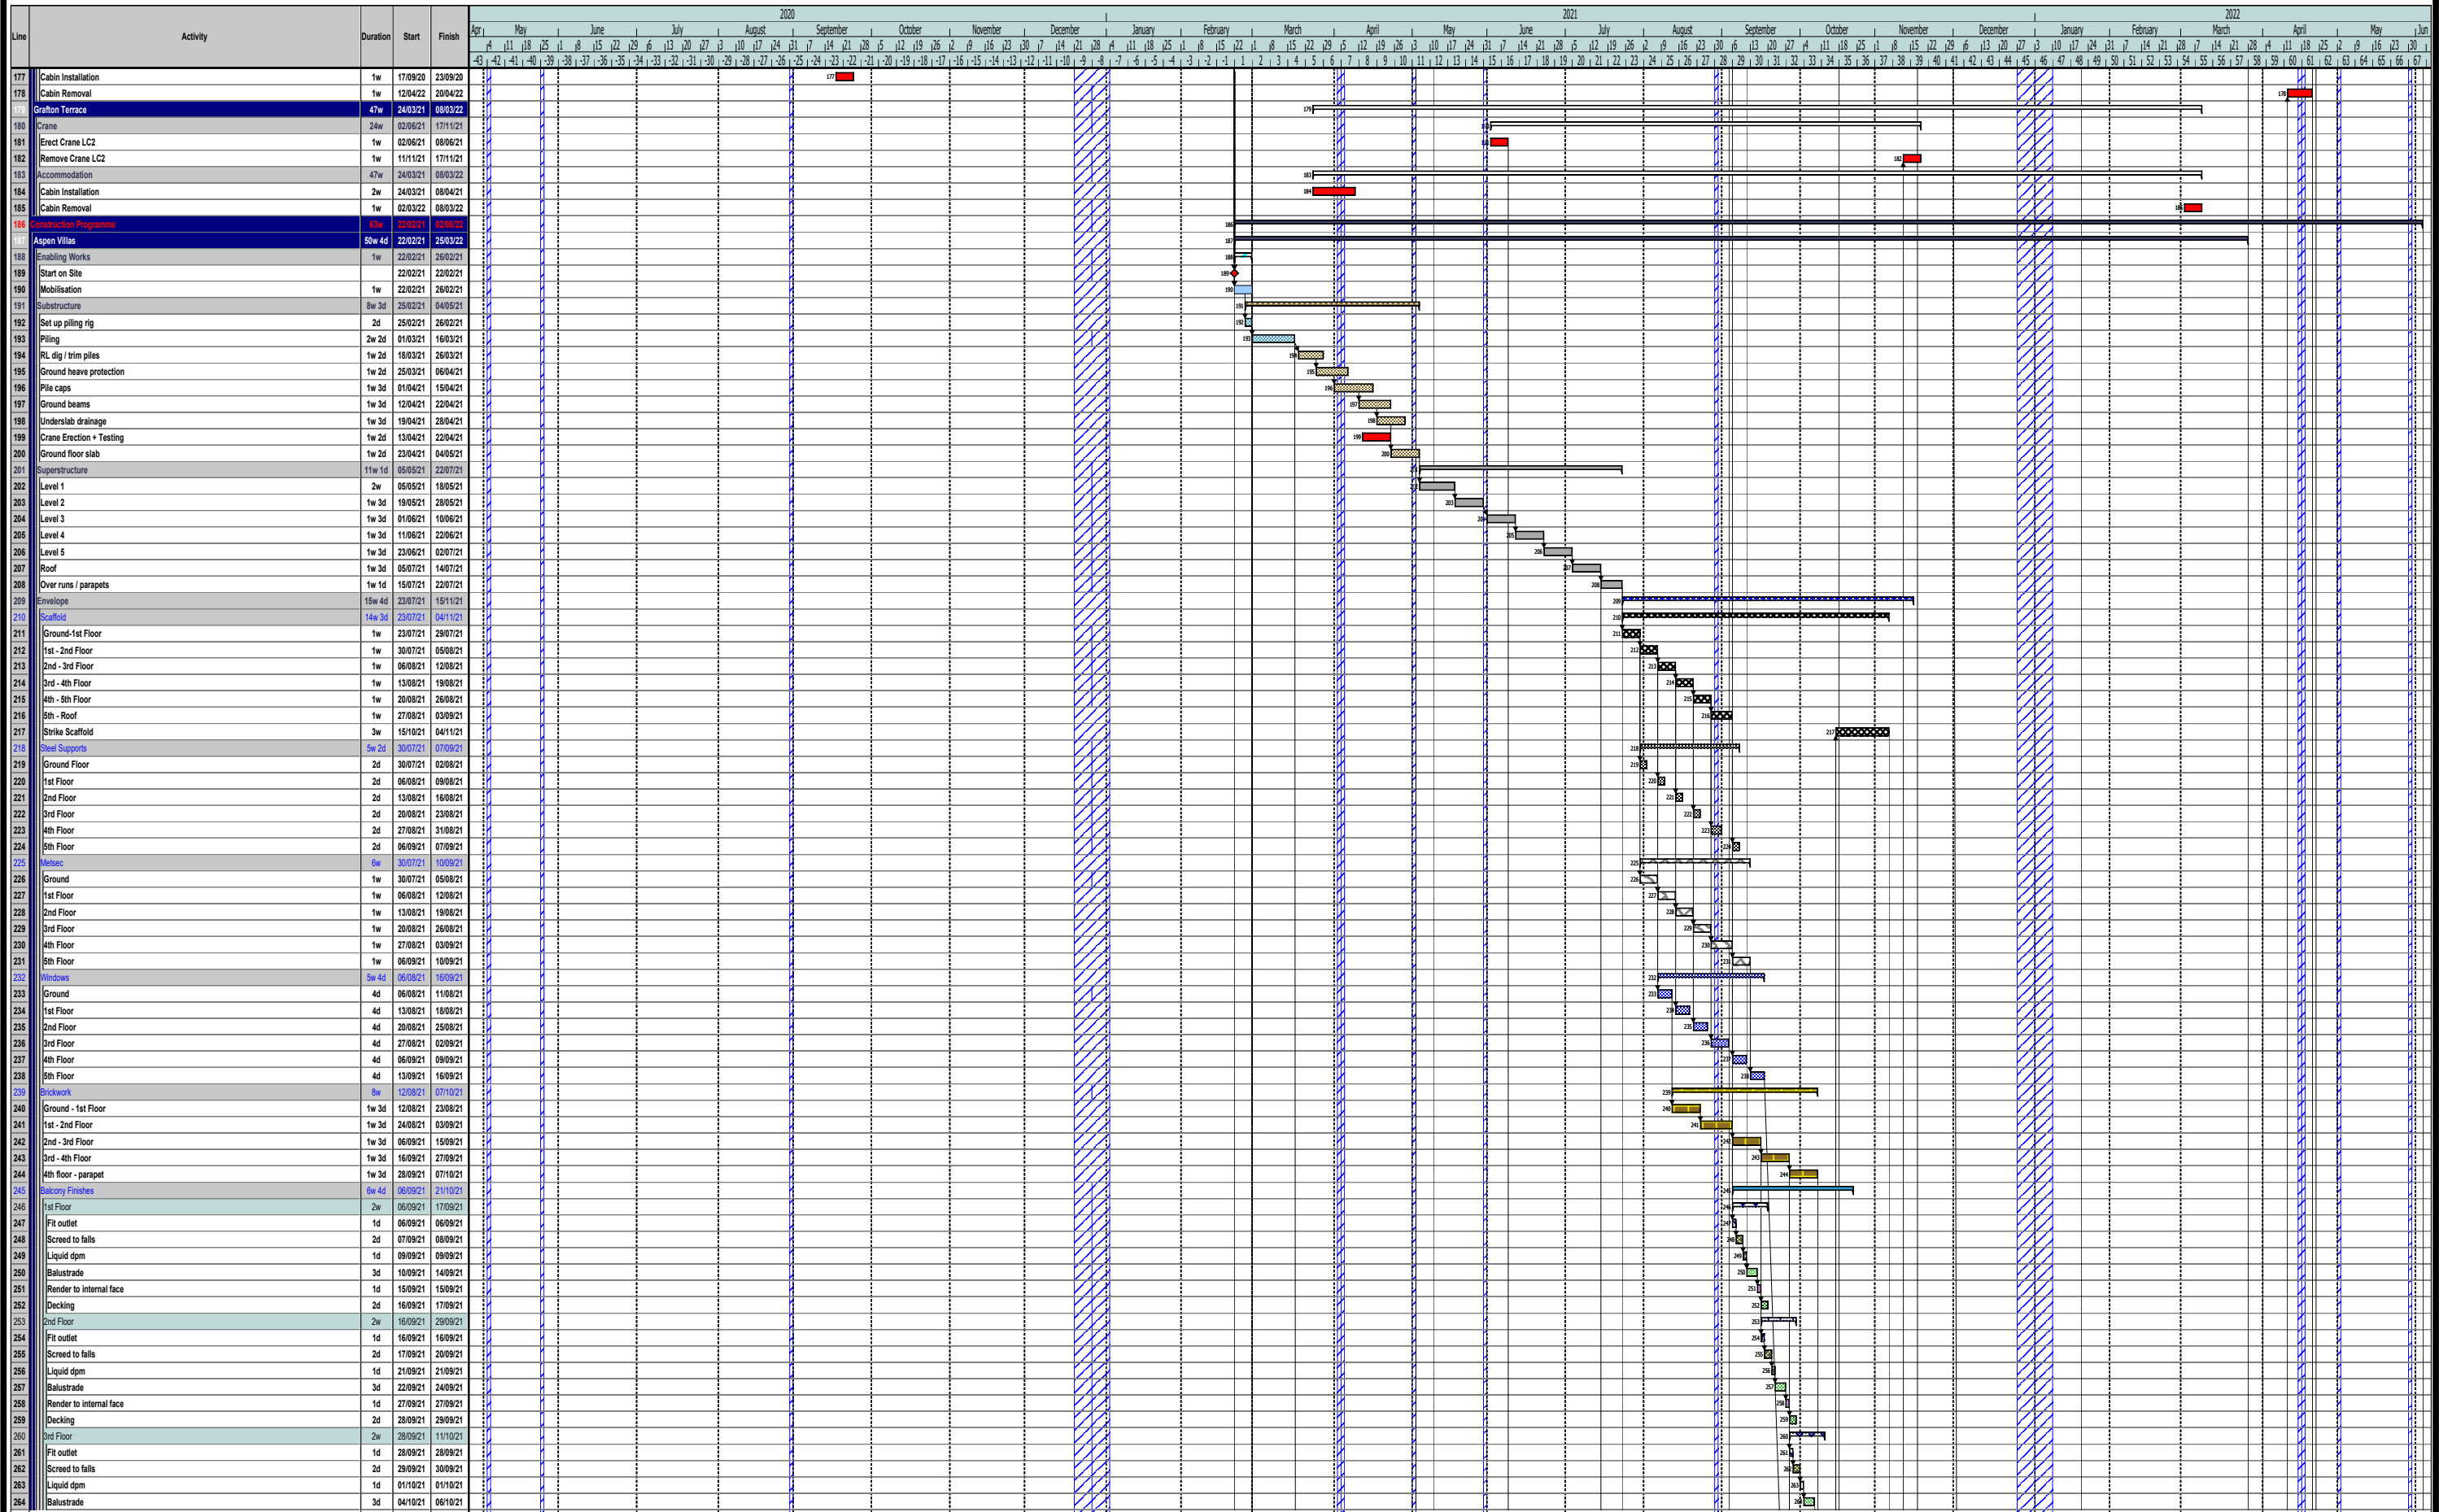 2020 2021 2022
Line Activity Duration Start Finish
Apr May June July August September October November December January February March April May June July August September October November December January February March April May Jun
177 Cabin Installation 1w 17/09/20 23/09/20
178 Cabin Removal 1w 12/04/22 20/04/22
179 Grafton Terrace 47w 24/03/21 08/03/22
180 Crane 24w 02/06/21 17/11/21
181 Erect Crane LC2 1w 02/06/21 08/06/21
182 Remove Crane LC2 1w 11/11/21 17/11/21
183 Accommodation 47w 24/03/21 08/03/22
184 Cabin Installation 2w 24/03/21 08/04/21
185 Cabin Removal 1w 02/03/22 08/03/22
186 Construction Programme 63w 22/02/21 02/06/22
187 Aspen Villas 50w 4d 22/02/21 25/03/22
188 Enabling Works 1w 22/02/21 26/02/21
189 Start on Site 22/02/21 22/02/21
190 Mobilisation 1w 22/02/21 26/02/21
191 Substructure 8w 3d 25/02/21 04/05/21
192 Set up piling rig 2d 25/02/21 26/02/21
193 Piling 2w 2d 01/03/21 16/03/21
194 RL dig / trim piles 1w 2d 18/03/21 26/03/21
195 Ground heave protection 1w 2d 25/03/21 06/04/21
196 Pile caps 1w 3d 01/04/21 15/04/21
197 Ground beams 1w 3d 12/04/21 22/04/21
198 Underslab drainage 1w 3d 19/04/21 28/04/21
199 Crane Erection + Testing 1w 2d 13/04/21 22/04/21
200 Ground floor slab 1w 2d 23/04/21 04/05/21
201 Superstructure 11w 1d 05/05/21 22/07/21
202 Level 1 2w 05/05/21 18/05/21
203 Level 2 1w 3d 19/05/21 28/05/21
204 Level 3 1w 3d 01/06/21 10/06/21
205 Level 4 1w 3d 11/06/21 22/06/21
206 Level 5 1w 3d 23/06/21 02/07/21
207 Roof 1w 3d 05/07/21 14/07/21
208 Over runs / parapets 1w 1d 15/07/21 22/07/21
209 Envelope 15w 4d 23/07/21 15/11/21
210 Scaffold 14w 3d 23/07/21 04/11/21
211 Ground-1st Floor 1w 23/07/21 29/07/21
212 1st - 2nd Floor 1w 30/07/21 05/08/21
213 2nd - 3rd Floor 1w 06/08/21 12/08/21
214 3rd - 4th Floor 1w 13/08/21 19/08/21
215 4th - 5th Floor 1w 20/08/21 26/08/21
216 5th - Roof 1w 27/08/21 03/09/21
217 Strike Scaffold 3w 15/10/21 04/11/21
218 Steel Supports 5w 2d 30/07/21 07/09/21
219 Ground Floor 2d 30/07/21 02/08/21
220 1st Floor 2d 06/08/21 09/08/21
221 2nd Floor 2d 13/08/21 16/08/21
222 3rd Floor 2d 20/08/21 23/08/21
223 4th Floor 2d 27/08/21 31/08/21
224 5th Floor 2d 06/09/21 07/09/21
225 Metsec 6w 30/07/21 10/09/21
226 Ground 1w 30/07/21 05/08/21
227 1st Floor 1w 06/08/21 12/08/21
228 2nd Floor 1w 13/08/21 19/08/21
229 3rd Floor 1w 20/08/21 26/08/21
230 4th Floor 1w 27/08/21 03/09/21
231 5th Floor 1w 06/09/21 10/09/21
232 Windows 5w 4d 06/08/21 16/09/21
233 Ground 4d 06/08/21 11/08/21
234 1st Floor 4d 13/08/21 18/08/21
235 2nd Floor 4d 20/08/21 25/08/21
236 3rd Floor 4d 27/08/21 02/09/21
237 4th Floor 4d 06/09/21 09/09/21
238 5th Floor 4d 13/09/21 16/09/21
239 Brickwork 8w 12/08/21 07/10/21
240 Ground - 1st Floor 1w 3d 12/08/21 23/08/21
241 1st - 2nd Floor 1w 3d 24/08/21 03/09/21
242 2nd - 3rd Floor 1w 3d 06/09/21 15/09/21
243 3rd - 4th Floor 1w 3d 16/09/21 27/09/21
244 4th floor - parapet 1w 3d 28/09/21 07/10/21
245 Balcony Finishes 6w 4d 06/09/21 21/10/21
246 1st Floor 2w 06/09/21 17/09/21
247 Fit outlet 1d 06/09/21 06/09/21
248 Screed to falls 2d 07/09/21 08/09/21
249 Liquid dpm 1d 09/09/21 09/09/21
250 Balustrade 3d 10/09/21 14/09/21
251 Render to internal face 1d 15/09/21 15/09/21
252 Decking 2d 16/09/21 17/09/21
253 2nd Floor 2w 16/09/21 29/09/21
254 Fit outlet 1d 16/09/21 16/09/21
255 Screed to falls 2d 17/09/21 20/09/21
256 Liquid dpm 1d 21/09/21 21/09/21
257 Balustrade 3d 22/09/21 24/09/21
258 Render to internal face 1d 27/09/21 27/09/21
259 Decking 2d 28/09/21 29/09/21
260 3rd Floor 2w 28/09/21 11/10/21
261 Fit outlet 1d 28/09/21 28/09/21
262 Screed to falls 2d 29/09/21 30/09/21
263 Liquid dpm 1d 01/10/21 01/10/21
264 Balustrade 3d 04/10/21 06/10/21